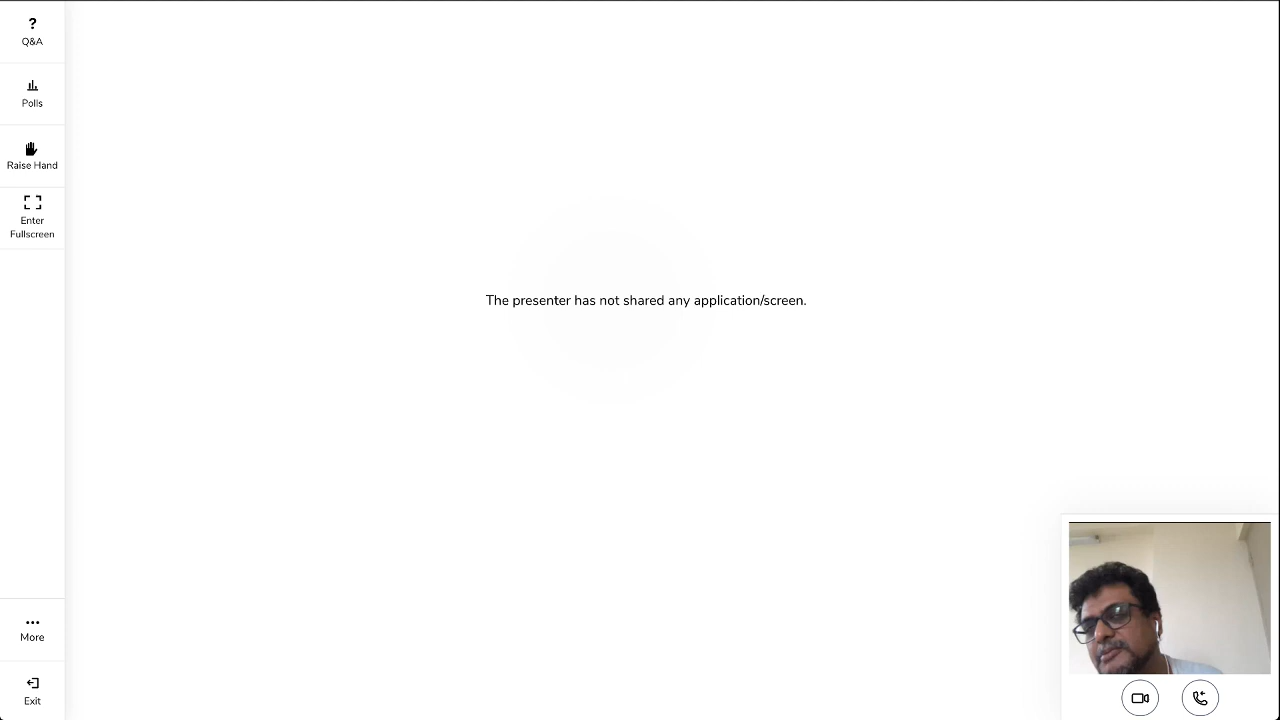 ?
Q&A
Polls
Raise Hand
Enter
Fullscreen
The presenter has not shared any application/screen.
More
Exit